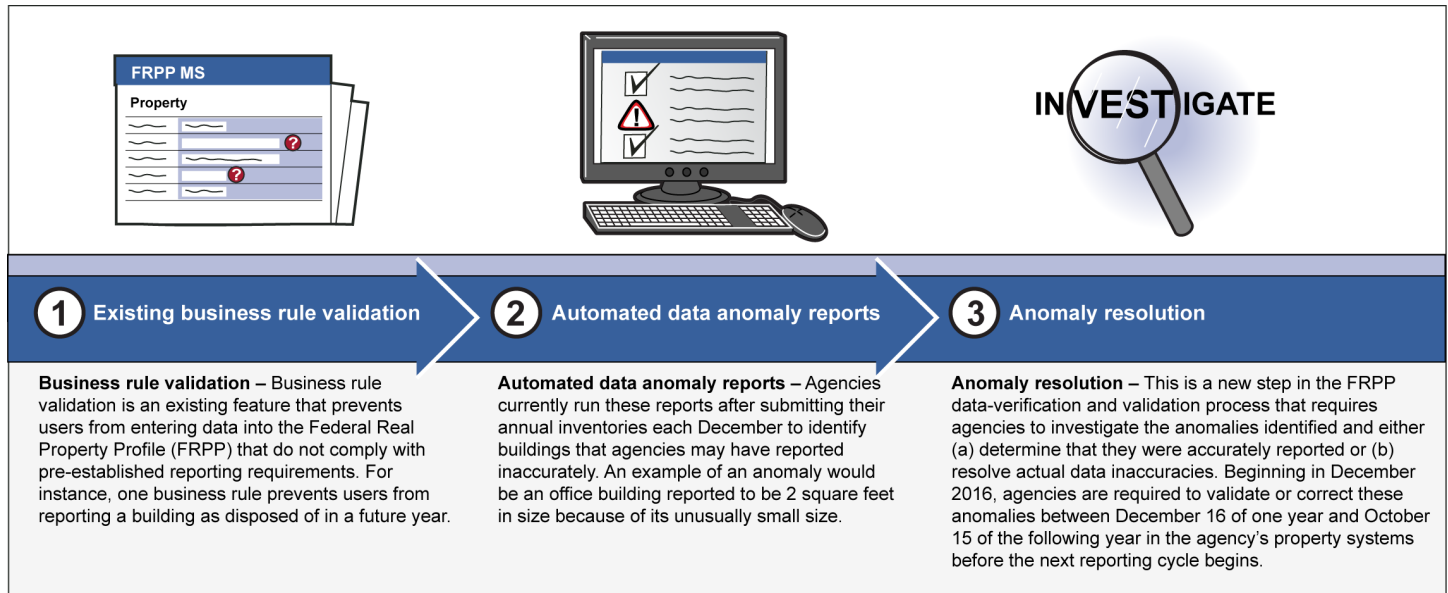 FRPP MS
Property
?
?
!
INVESTIGATE
1 Existing business rule validation
2 Automated data anomaly reports
3 Anomaly resolution
Business rule validation – Business rule
validation is an existing feature that prevents
users from entering data into the Federal Real
Property Profile (FRPP) that do not comply with
pre-established reporting requirements. For
instance, one business rule prevents users from
reporting a building as disposed of in a future year.
Automated data anomaly reports – Agencies
currently run these reports after submitting their
annual inventories each December to identify
buildings that agencies may have reported
inaccurately. An example of an anomaly would
be an office building reported to be 2 square feet
in size because of its unusually small size.
Anomaly resolution – This is a new step in the FRPP
data-verification and validation process that requires
agencies to investigate the anomalies identified and either
(a) determine that they were accurately reported or (b)
resolve actual data inaccuracies. Beginning in December
2016, agencies are required to validate or correct these
anomalies between December 16 of one year and October
15 of the following year in the agency's property systems
before the next reporting cycle begins.